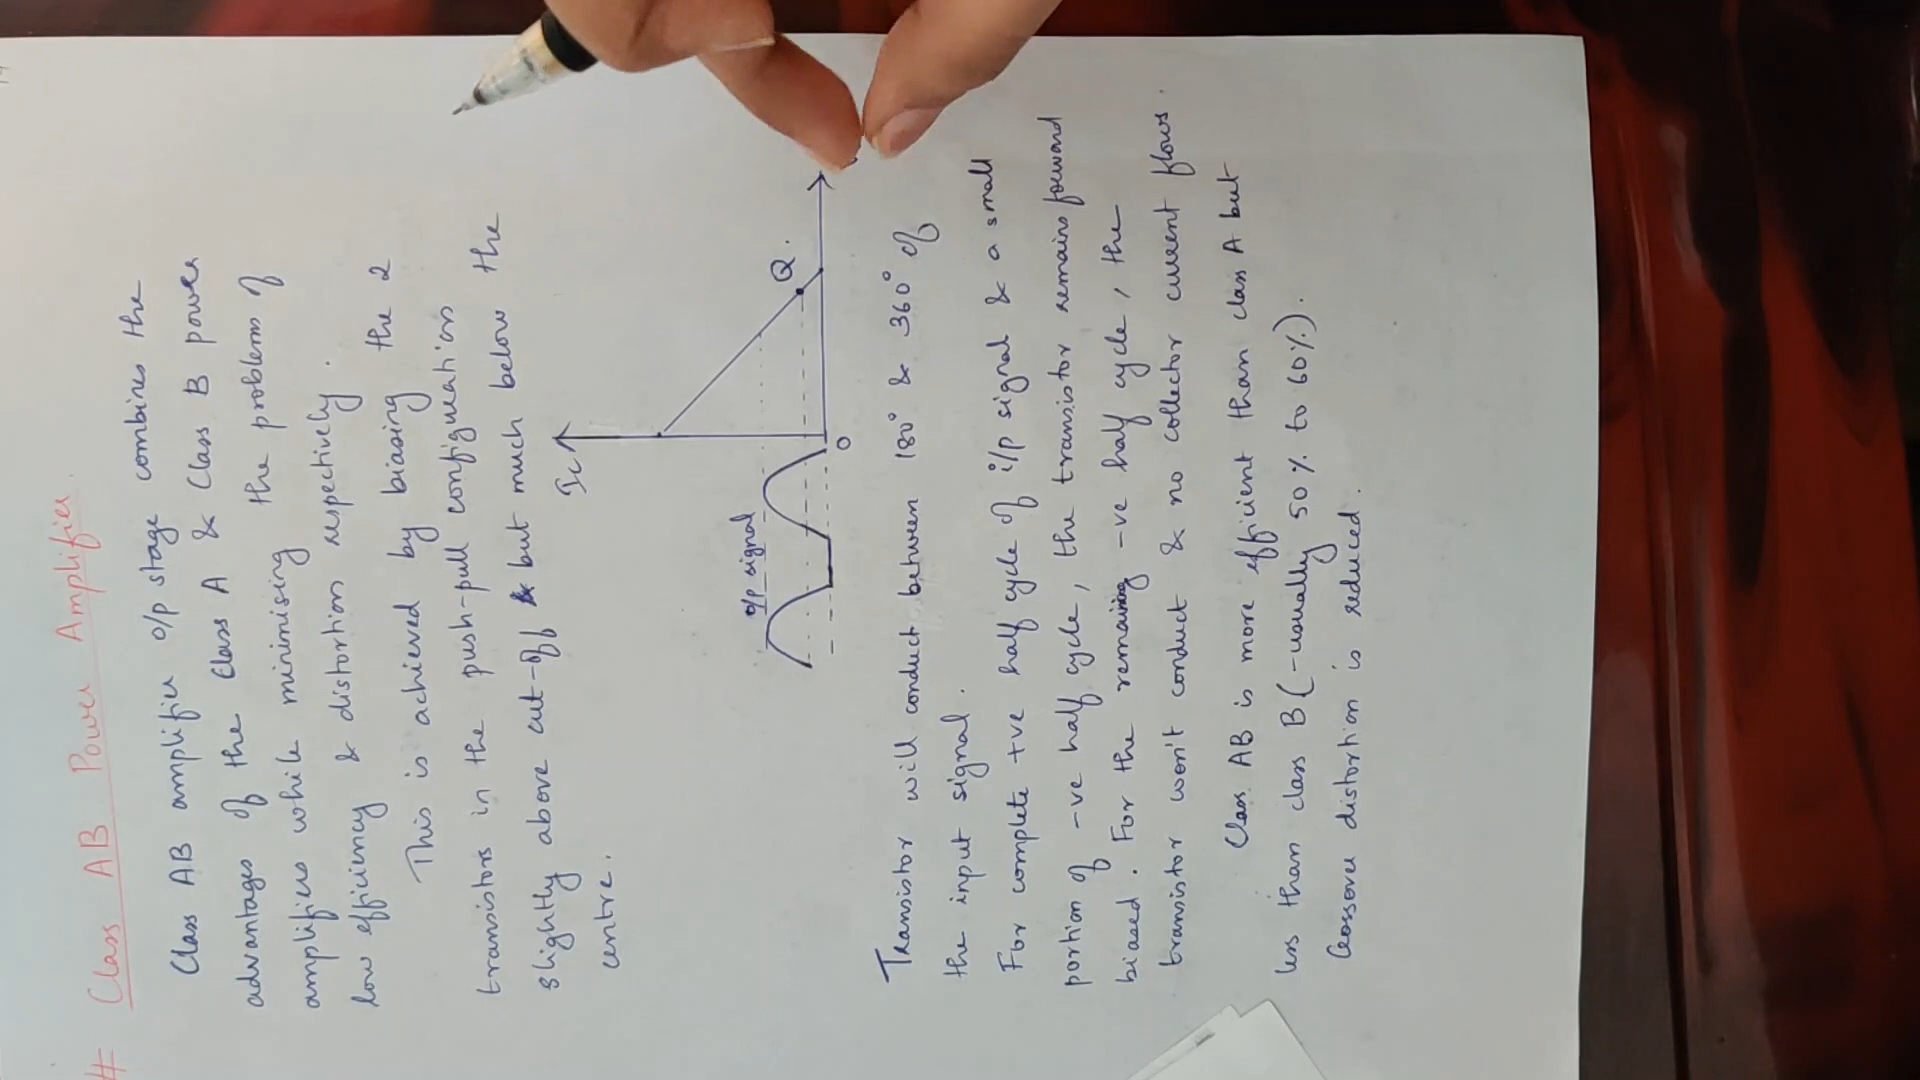 # Class AB Power Amplifier.
Class AB amplifier o/p stage combines the
advantages of the class A & Class B power
amplifiers while minimising the problems of
low efficiency & distortion respectively.
This is achieved by biasing the 2
transistors in the push-pull configurations
slightly above cut-off but much below the
centre.
Ic
Q.
o/p signal
O
Transistor will conduct between 180° & 360° of
the input signal.
For complete +ve half cycle of i/p signal & a small
portion of -ve half cycle, the transistor remains forward
biased. For the remaining -ve half cycle, the
transistor won't conduct & no collector current flows.
Class AB is more efficient than class A but
less than class B (-usually 50% to 60%).
Crossover distortion is reduced.